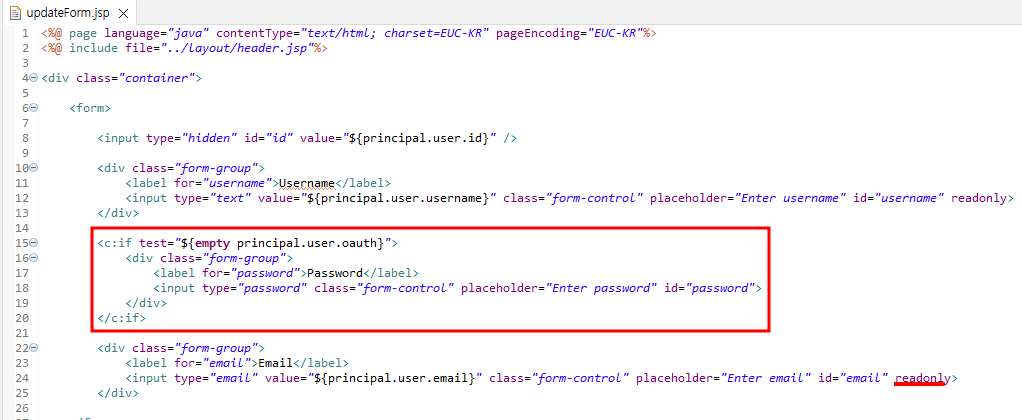 updateForm.jsp
1 <%@ page language="java" contentType="text/html; charset=EUC-KR" pageEncoding="EUC-KR"%>
2 <%@ include file="../layout/header.jsp"%>
3
4 <div class="container">
5
6 <form>
7
8 <input type="hidden" id="id" value="${principal.user.id}" />
9
10 <div class="form-group">
11 <label for="username">Username</label>
12 <input type="text" value="${principal.user.username}" class="form-control" placeholder="Enter username" id="username" readonly>
13 </div>
14
15 <c:if test="${empty principal.user.oauth}">
16 <div class="form-group">
17 <label for="password">Password</label>
18 <input type="password" class="form-control" placeholder="Enter password" id="password">
19 </div>
20 </c:if>
21
22 <div class="form-group">
23 <label for="email">Email</label>
24 <input type="email" value="${principal.user.email}" class="form-control" placeholder="Enter email" id="email" readonly>
25 </div>
26